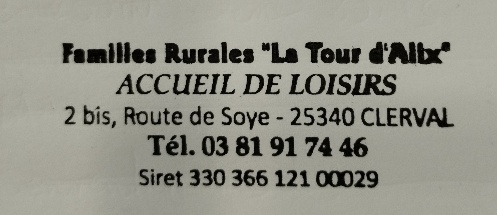 Familles Rurales "La Tour d'Alix"
ACCUEIL DE LOISIRS
2 bis, Route de Soye - 25340 CLERVAL
Tél. 03 81 91 74 46
Siret 330 366 121 00029